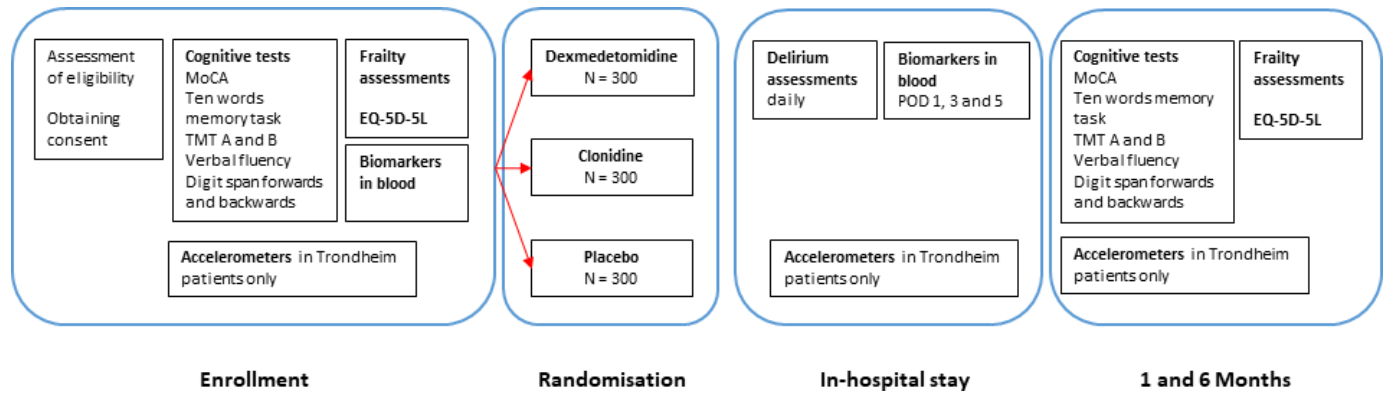 Assessment
of eligibility
Obtaining
consent
Cognitive tests
MoCA
Ten words
memory task
TMT A and B
Verbal fluency
Digit span forwards
and backwards
Frailty
assessments
EQ-5D-5L
Biomarkers
in blood
Accelerometers in Trondheim
patients only
Enrollment
Dexmedetomidine
N = 300
Clonidine
N = 300
Placebo
N = 300
Randomisation
Delirium
assessments
daily
Biomarkers in
blood
POD 1, 3 and 5
Accelerometers in Trondheim
patients only
In-hospital stay
Cognitive tests
MoCA
Ten words memory
task
TMT A and B
Verbal fluency
Digit span forwards
and backwards
Frailty
assessments
EQ-5D-5L
Accelerometers in Trondheim
patients only
1 and 6 Months